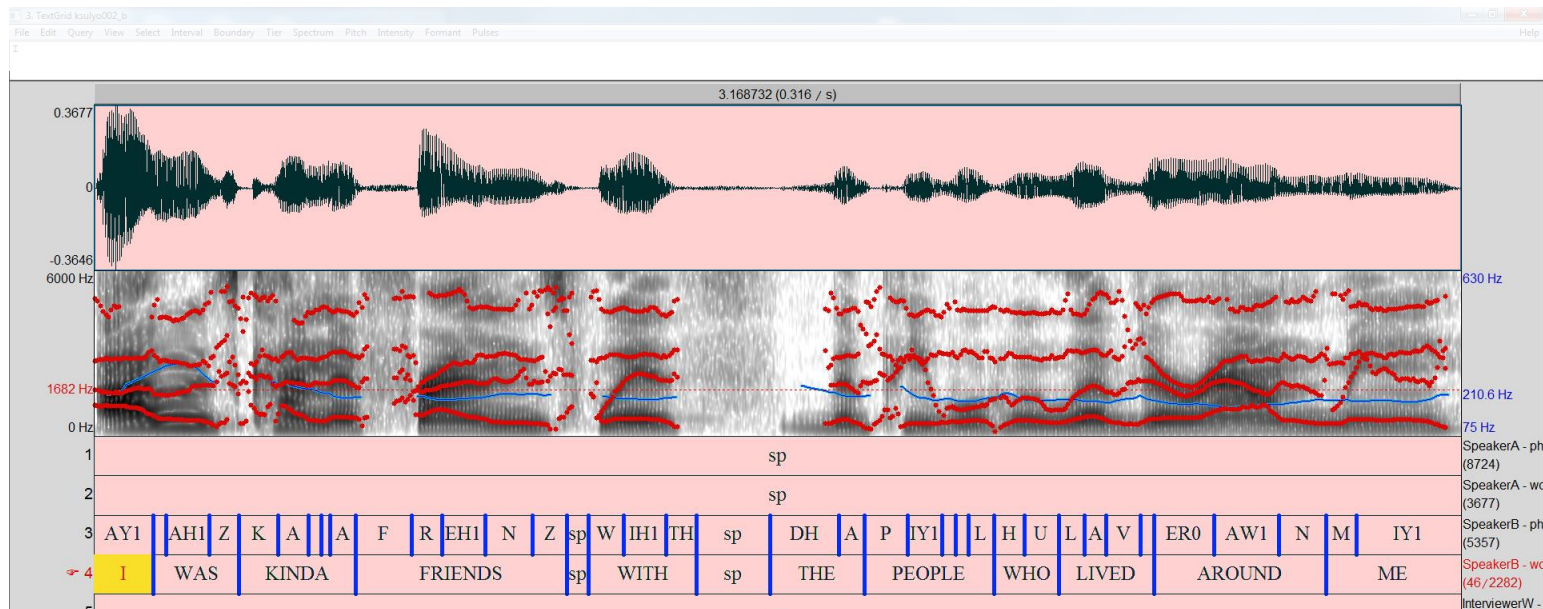 3. TextGrid ksulyo002_b
File Edit Query View Select Interval Boundary Tier Spectrum Pitch Intensity Formant Pulses Help
I
3.168732 (0.316 / s)
0.3677
0
-0.3646
6000 Hz 630 Hz
1682 Hz 210.6 Hz
0 Hz 75 Hz
1 sp SpeakerA - ph
(8724)
2 sp SpeakerA - wo
(3677)
3 AY1 AH1 Z K A A F R EH1 N Z sp W IH1 TH sp DH A P IY1 L H U L A V ER0 AW1 N M IY1 SpeakerB - ph
(5357)
4 I WAS KINDA FRIENDS sp WITH sp THE PEOPLE WHO LIVED AROUND ME SpeakerB - wo
(46/2282)
InterviewerW -